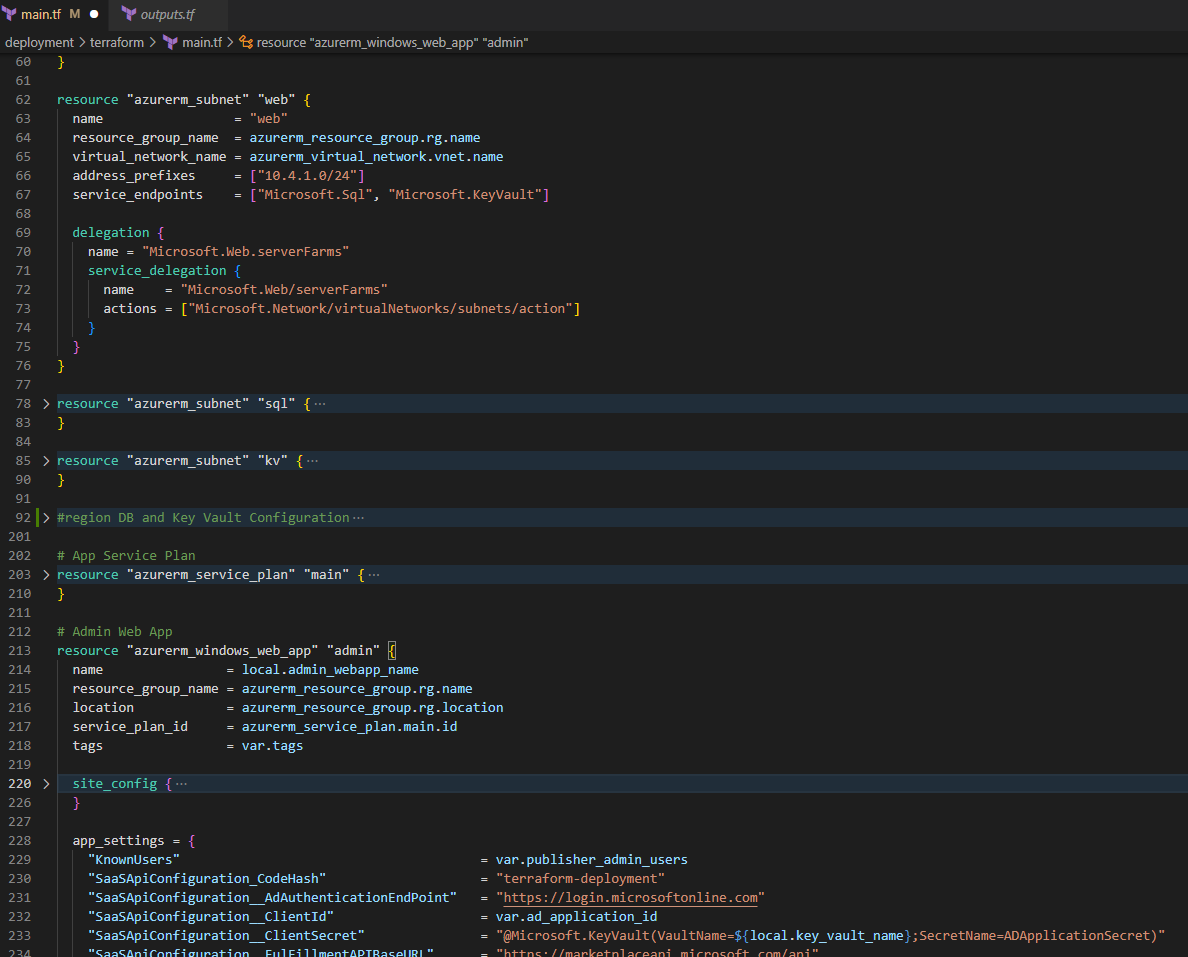 main.tf M
outputs.tf
deployment > terraform > main.tf > resource "azurerm_windows_web_app" "admin"
60 }
61
62 resource "azurerm_subnet" "web" {
63   name                 = "web"
64   resource_group_name  = azurerm_resource_group.rg.name
65   virtual_network_name = azurerm_virtual_network.vnet.name
66   address_prefixes     = ["10.4.1.0/24"]
67   service_endpoints    = ["Microsoft.Sql", "Microsoft.KeyVault"]
68
69   delegation {
70     name = "Microsoft.Web.serverFarms"
71     service_delegation {
72       name    = "Microsoft.Web/serverFarms"
73       actions = ["Microsoft.Network/virtualNetworks/subnets/action"]
74     }
75   }
76 }
77
78 > resource "azurerm_subnet" "sql" { ···
83 }
84
85 > resource "azurerm_subnet" "kv" { ···
90 }
91
92 > #region DB and Key Vault Configuration ···
201
202 # App Service Plan
203 > resource "azurerm_service_plan" "main" { ···
210 }
211
212 # Admin Web App
213 resource "azurerm_windows_web_app" "admin" {
214   name                = local.admin_webapp_name
215   resource_group_name = azurerm_resource_group.rg.name
216   location            = azurerm_resource_group.rg.location
217   service_plan_id     = azurerm_service_plan.main.id
218   tags                = var.tags
219
220 >   site_config { ···
226   }
227
228   app_settings = {
229     "KnownUsers"                                       = var.publisher_admin_users
230     "SaaSApiConfiguration_CodeHash"                    = "terraform-deployment"
231     "SaaSApiConfiguration__AdAuthenticationEndPoint"   = "https://login.microsoftonline.com"
232     "SaaSApiConfiguration__ClientId"                   = var.ad_application_id
233     "SaaSApiConfiguration__ClientSecret"               = "@Microsoft.KeyVault(VaultName=${local.key_vault_name};SecretName=ADApplicationSecret)"
234     "SaaSApiConfiguration__FulFillmentAPIBaseURL"      = "https://marketplaceapi.microsoft.com/api"